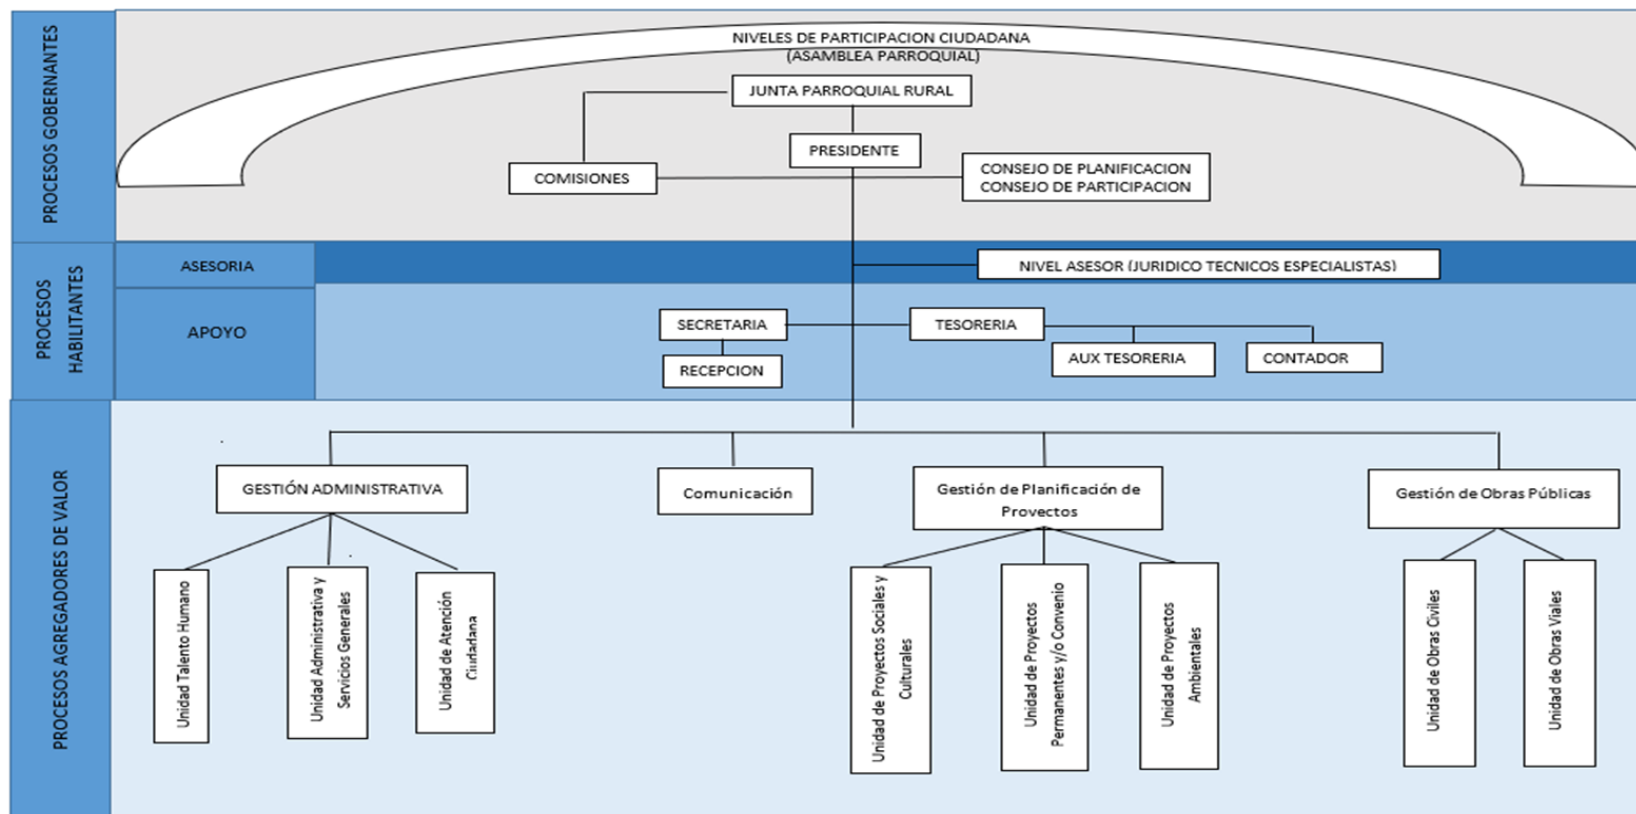 PROCESOS GOBERNANTES
NIVELES DE PARTICIPACION CIUDADANA
(ASAMBLEA PARROQUIAL)
JUNTA PARROQUIAL RURAL
PRESIDENTE
COMISIONES
CONSEJO DE PLANIFICACION
CONSEJO DE PARTICIPACION
PROCESOS
HABILITANTES
ASESORIA
NIVEL ASESOR (JURIDICO TECNICOS ESPECIALISTAS)
APOYO
SECRETARIA
TESORERIA
RECEPCION
AUX TESORERIA
CONTADOR
PROCESOS AGREGADORES DE VALOR
GESTIÓN ADMINISTRATIVA
Comunicación
Gestión de Planificación de
Proyectos
Gestión de Obras Públicas
Unidad Talento Humano
Unidad Administrativa y
Servicios Generales
Unidad de Atención
Ciudadana
Unidad de Proyectos Sociales y
Culturales
Unidad de Proyectos
Permanentes y/o Convenio
Unidad de Proyectos
Ambientales
Unidad de Obras Civiles
Unidad de Obras Viales